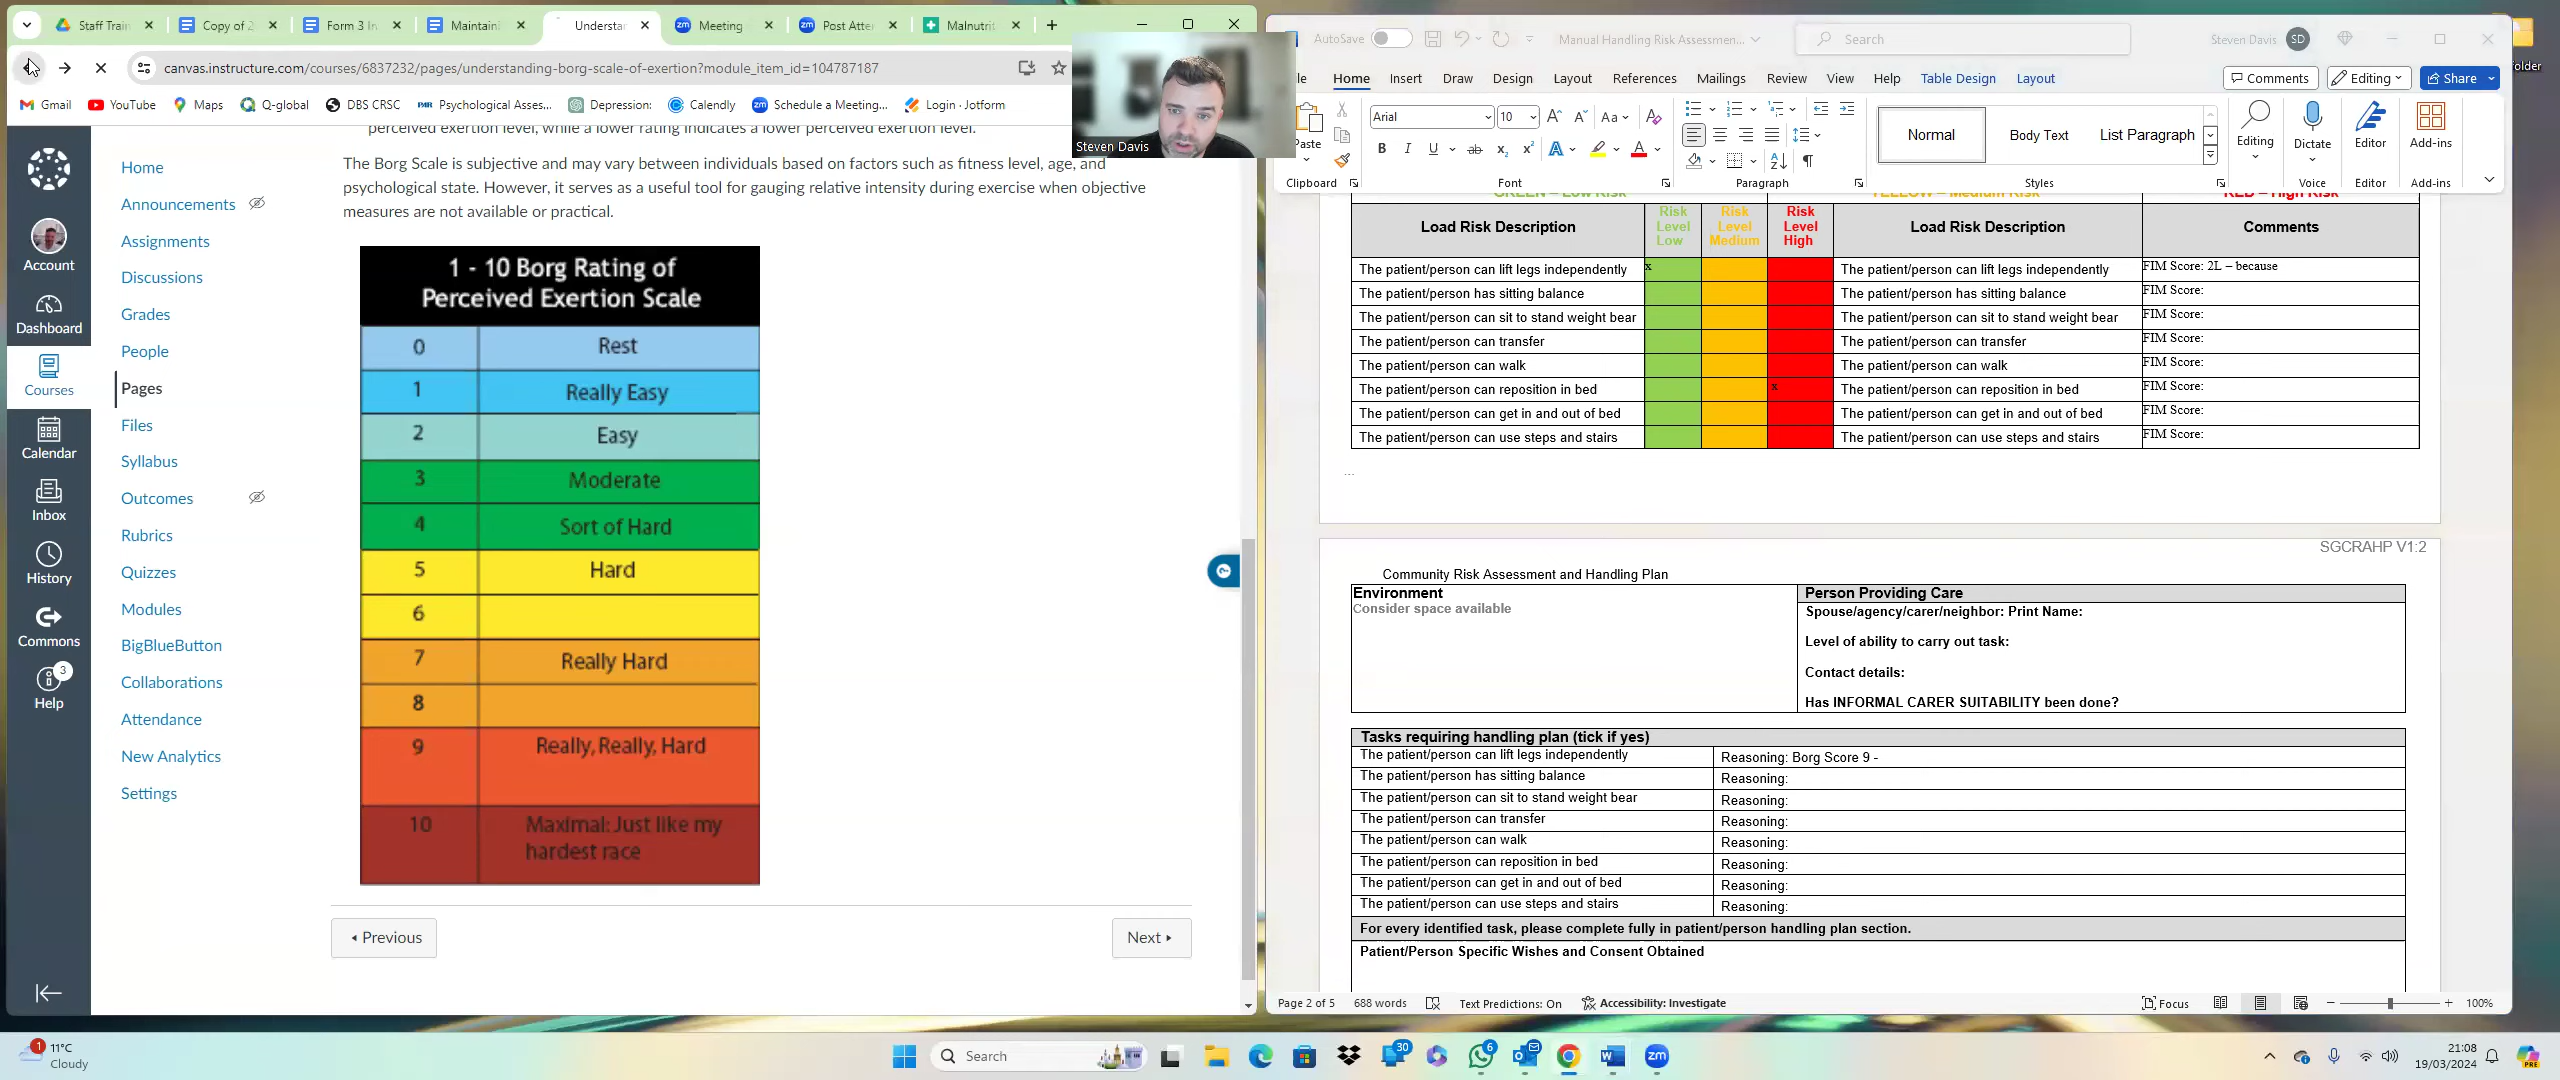 Staff Train
Copy of 2
Form 3 In
Maintaini
Understan
Meeting
Post Atte
Malnutrit
canvas.instructure.com/courses/6837232/pages/understanding-borg-scale-of-exertion?module_item_id=104787187
Gmail
YouTube
Maps
Q-global
DBS CRSC
Psychological Asses...
Depression:
Calendly
Schedule a Meeting...
Login · Jotform
Steven Davis
Account
Dashboard
Courses
Calendar
Inbox
History
Commons
3
Help
Home
Announcements
Assignments
Discussions
Grades
People
Pages
Files
Syllabus
Outcomes
Rubrics
Quizzes
Modules
BigBlueButton
Collaborations
Attendance
New Analytics
Settings
perceived exertion level, while a lower rating indicates a lower perceived exertion level.
The Borg Scale is subjective and may vary between individuals based on factors such as fitness level, age, and
psychological state. However, it serves as a useful tool for gauging relative intensity during exercise when objective
measures are not available or practical.
1 - 10 Borg Rating of
Perceived Exertion Scale
0 Rest
1 Really Easy
2 Easy
3 Moderate
4 Sort of Hard
5 Hard
6
7 Really Hard
8
9 Really, Really, Hard
10 Maximal: Just like my
hardest race
Previous
Next
AutoSave
Manual Handling Risk Assessmen...
Search
Steven Davis SD
Home Insert Draw Design Layout References Mailings Review View Help Table Design Layout
Comments
Editing
Share
Paste
Arial
10
Normal
Body Text
List Paragraph
Editing
Dictate
Editor
Add-ins
Clipboard
Font
Paragraph
Styles
Voice
Editor
Add-ins
GREEN – Low Risk YELLOW – Medium Risk RED – High Risk
Load Risk Description
Risk
Level
Low
Risk
Level
Medium
Risk
Level
High
Load Risk Description
Comments
The patient/person can lift legs independently x The patient/person can lift legs independently FIM Score: 2L – because
The patient/person has sitting balance The patient/person has sitting balance FIM Score:
The patient/person can sit to stand weight bear The patient/person can sit to stand weight bear FIM Score:
The patient/person can transfer The patient/person can transfer FIM Score:
The patient/person can walk The patient/person can walk FIM Score:
The patient/person can reposition in bed x The patient/person can reposition in bed FIM Score:
The patient/person can get in and out of bed The patient/person can get in and out of bed FIM Score:
The patient/person can use steps and stairs The patient/person can use steps and stairs FIM Score:
SGCRAHP V1:2
Community Risk Assessment and Handling Plan
Environment
Consider space available
Person Providing Care
Spouse/agency/carer/neighbor: Print Name:
Level of ability to carry out task:
Contact details:
Has INFORMAL CARER SUITABILITY been done?
Tasks requiring handling plan (tick if yes)
The patient/person can lift legs independently Reasoning: Borg Score 9 -
The patient/person has sitting balance Reasoning:
The patient/person can sit to stand weight bear Reasoning:
The patient/person can transfer Reasoning:
The patient/person can walk Reasoning:
The patient/person can reposition in bed Reasoning:
The patient/person can get in and out of bed Reasoning:
The patient/person can use steps and stairs Reasoning:
For every identified task, please complete fully in patient/person handling plan section.
Patient/Person Specific Wishes and Consent Obtained
Page 2 of 5
688 words
Text Predictions: On
Accessibility: Investigate
Focus
100%
1
11°C
Cloudy
Search
30
6
21:08
19/03/2024